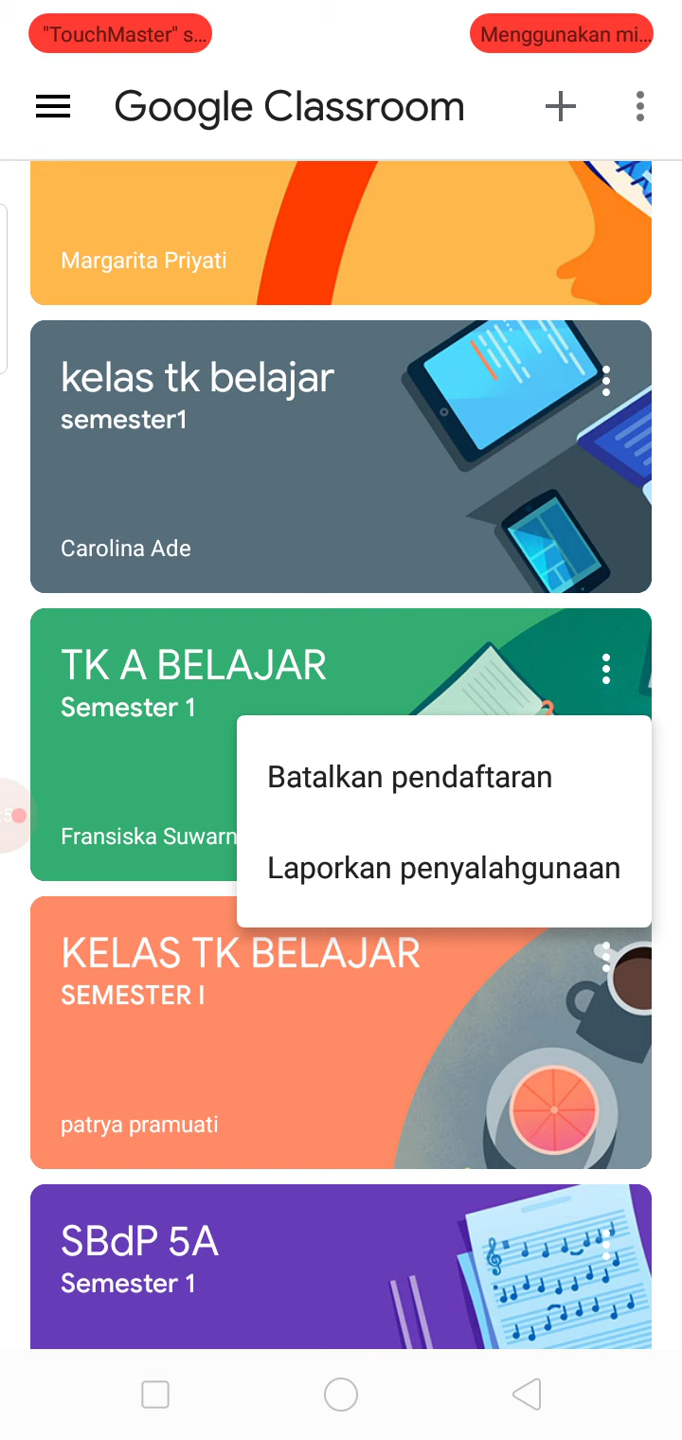 "TouchMaster" s...
Menggunakan mi...
Google Classroom
Margarita Priyati
kelas tk belajar
semester1
Carolina Ade
TK A BELAJAR
Semester 1
Batalkan pendaftaran
Fransiska Suwarn
Laporkan penyalahgunaan
KELAS TK BELAJAR
SEMESTER I
patrya pramuati
SBdP 5A
Semester 1